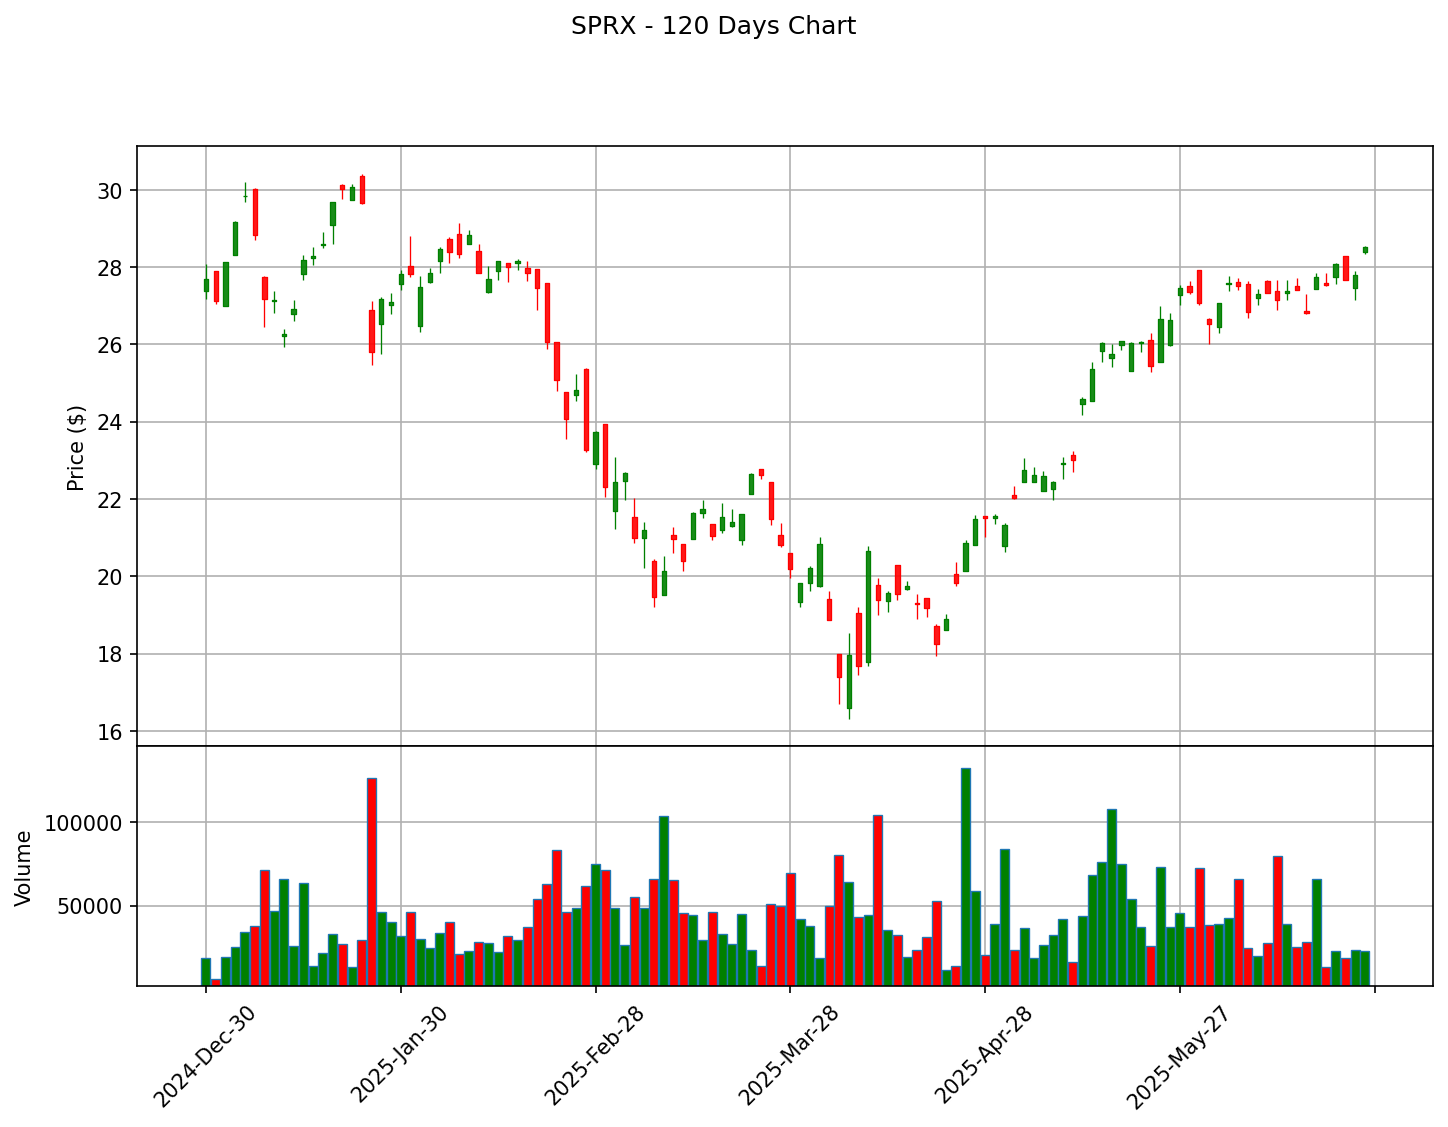 SPRX - 120 Days Chart
30
28
26
24
22
20
18
16
Price ($)
100000
50000
Volume
2024-Dec-30
2025-Jan-30
2025-Feb-28
2025-Mar-28
2025-Apr-28
2025-May-27